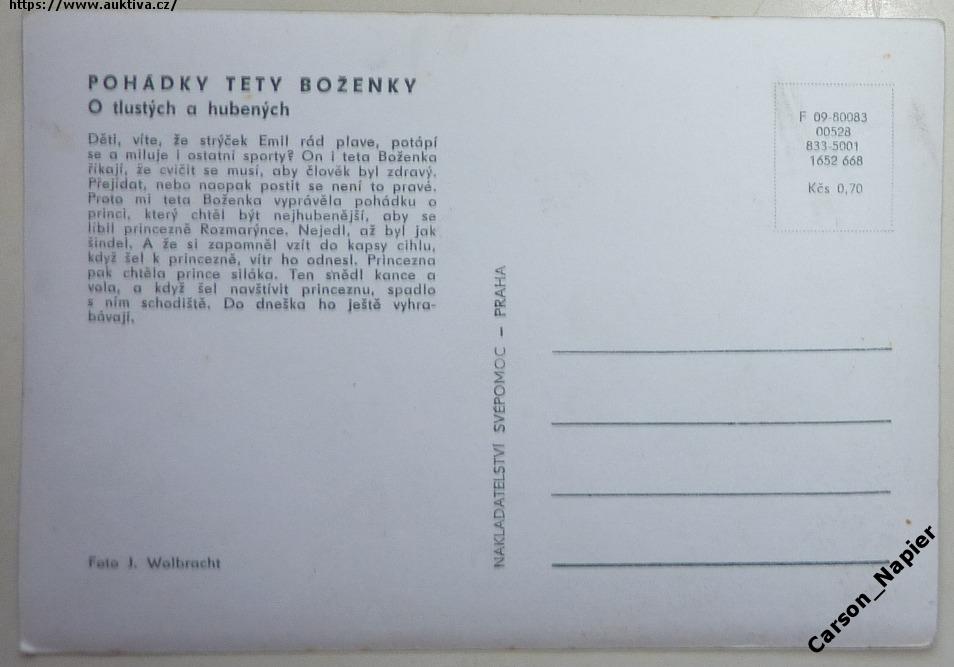 https://www.auktiva.cz/
POHÁDKY TETY BOŽENKY
O tlustých a hubených
Děti, víte, že strýček Emil rád plave, potápí
se a miluje i ostatní sporty? On i teta Boženka
říkají, že cvičit se musí, aby člověk byl zdravý.
Přejídat, nebo naopak postit se není to pravé.
Proto mi teta Boženka vyprávěla pohádku o
princi, který chtěl být nejhubenější, aby se
líbil princezně Rozmarýnce. Nejedl, až byl jak
šindel. A že si zapomněl vzít do kapsy cihlu,
když šel k princezně, vítr ho odnesl. Princezna
pak chtěla prince siláka. Ten snědl kance a
vola, a když šel navštívit princeznu, spadlo
s ním schodiště. Do dneška ho ještě vyhra-
bávají.
Foto J. Walbracht
NAKLADATELSTVÍ SVÉPOMOC – PRAHA
F 09-80083
00528
833-5001
1652 668
Kčs 0,70
Carson_Napier